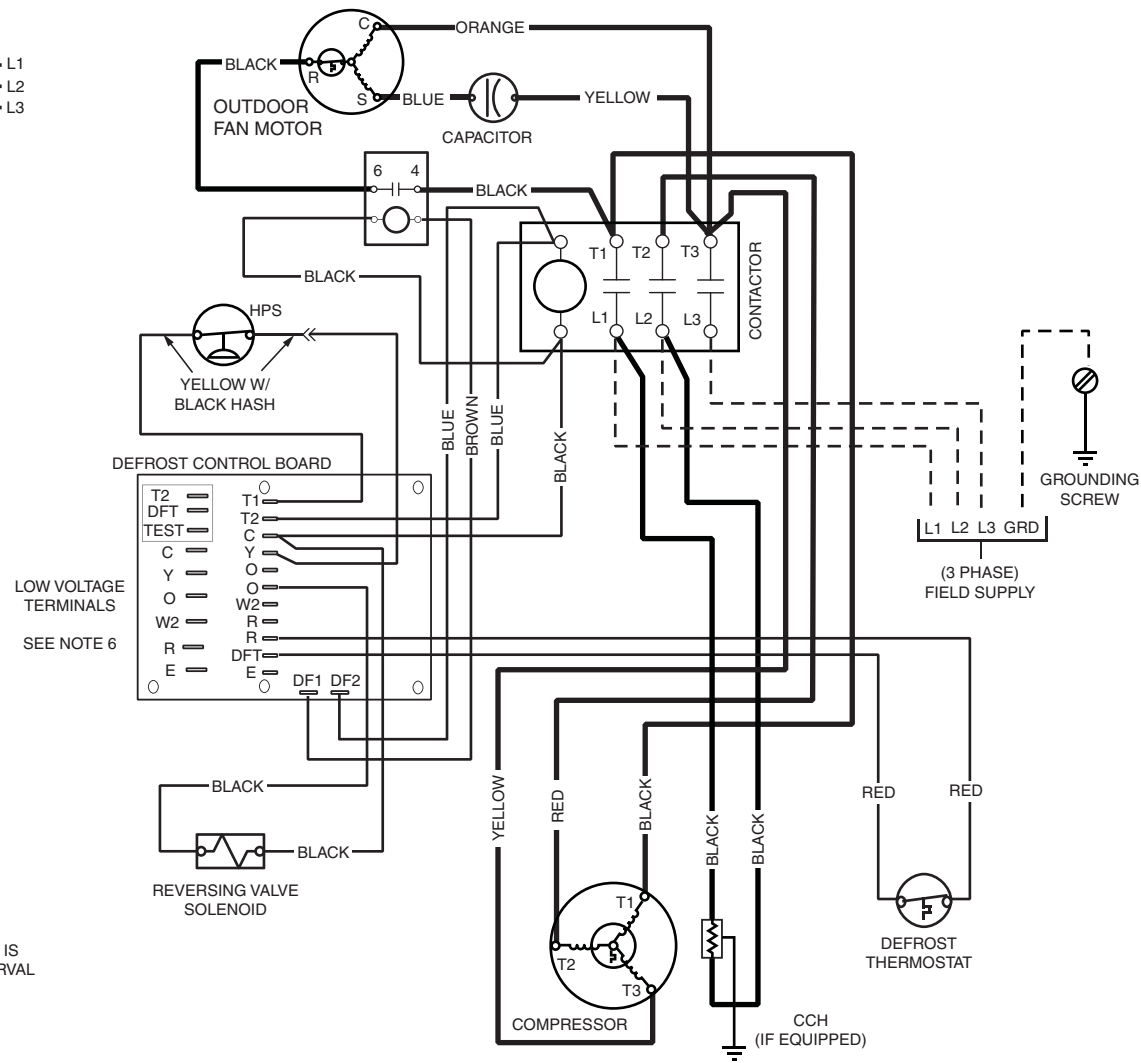 L1
L2
L3
C
ORANGE
BLACK
R
S
BLUE
YELLOW
OUTDOOR
FAN MOTOR
CAPACITOR
6 4
BLACK
BLACK
T1 T2 T3
L1 L2 L3
CONTACTOR
HPS
YELLOW W/
BLACK HASH
BLUE
BROWN
BLUE
BLACK
GROUNDING
SCREW
L1 L2 L3 GRD
(3 PHASE)
FIELD SUPPLY
DEFROST CONTROL BOARD
T2
DFT
TEST
C
Y
O
W2
R
E
T1
T2
C
Y
O
O
W2
R
R
DFT
E
DF1 DF2
LOW VOLTAGE
TERMINALS
SEE NOTE 6
BLACK
BLACK
REVERSING VALVE
SOLENOID
YELLOW
RED
BLACK
BLACK
BLACK
RED
RED
T1
T2
T3
COMPRESSOR
CCH
(IF EQUIPPED)
DEFROST
THERMOSTAT
IS
RVAL